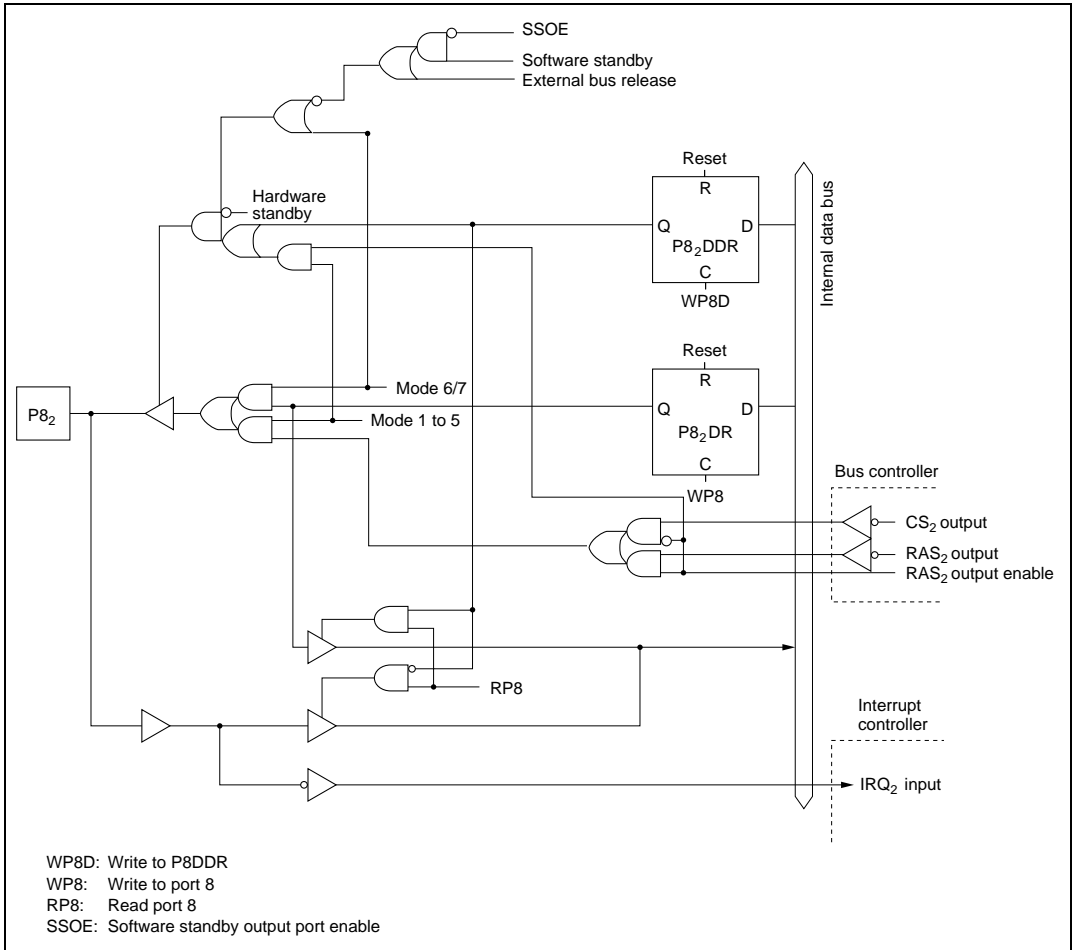 SSOE
Software standby
External bus release
Hardware
standby
Reset
R
Q
D
P8₂DDR
C
WP8D
Internal data bus
Reset
R
Q
D
P8₂DR
C
WP8
Mode 6/7
Mode 1 to 5
P8₂
Bus controller
CS₂ output
RAS₂ output
RAS₂ output enable
RP8
Interrupt
controller
IRQ₂ input
WP8D: Write to P8DDR
WP8: Write to port 8
RP8: Read port 8
SSOE: Software standby output port enable